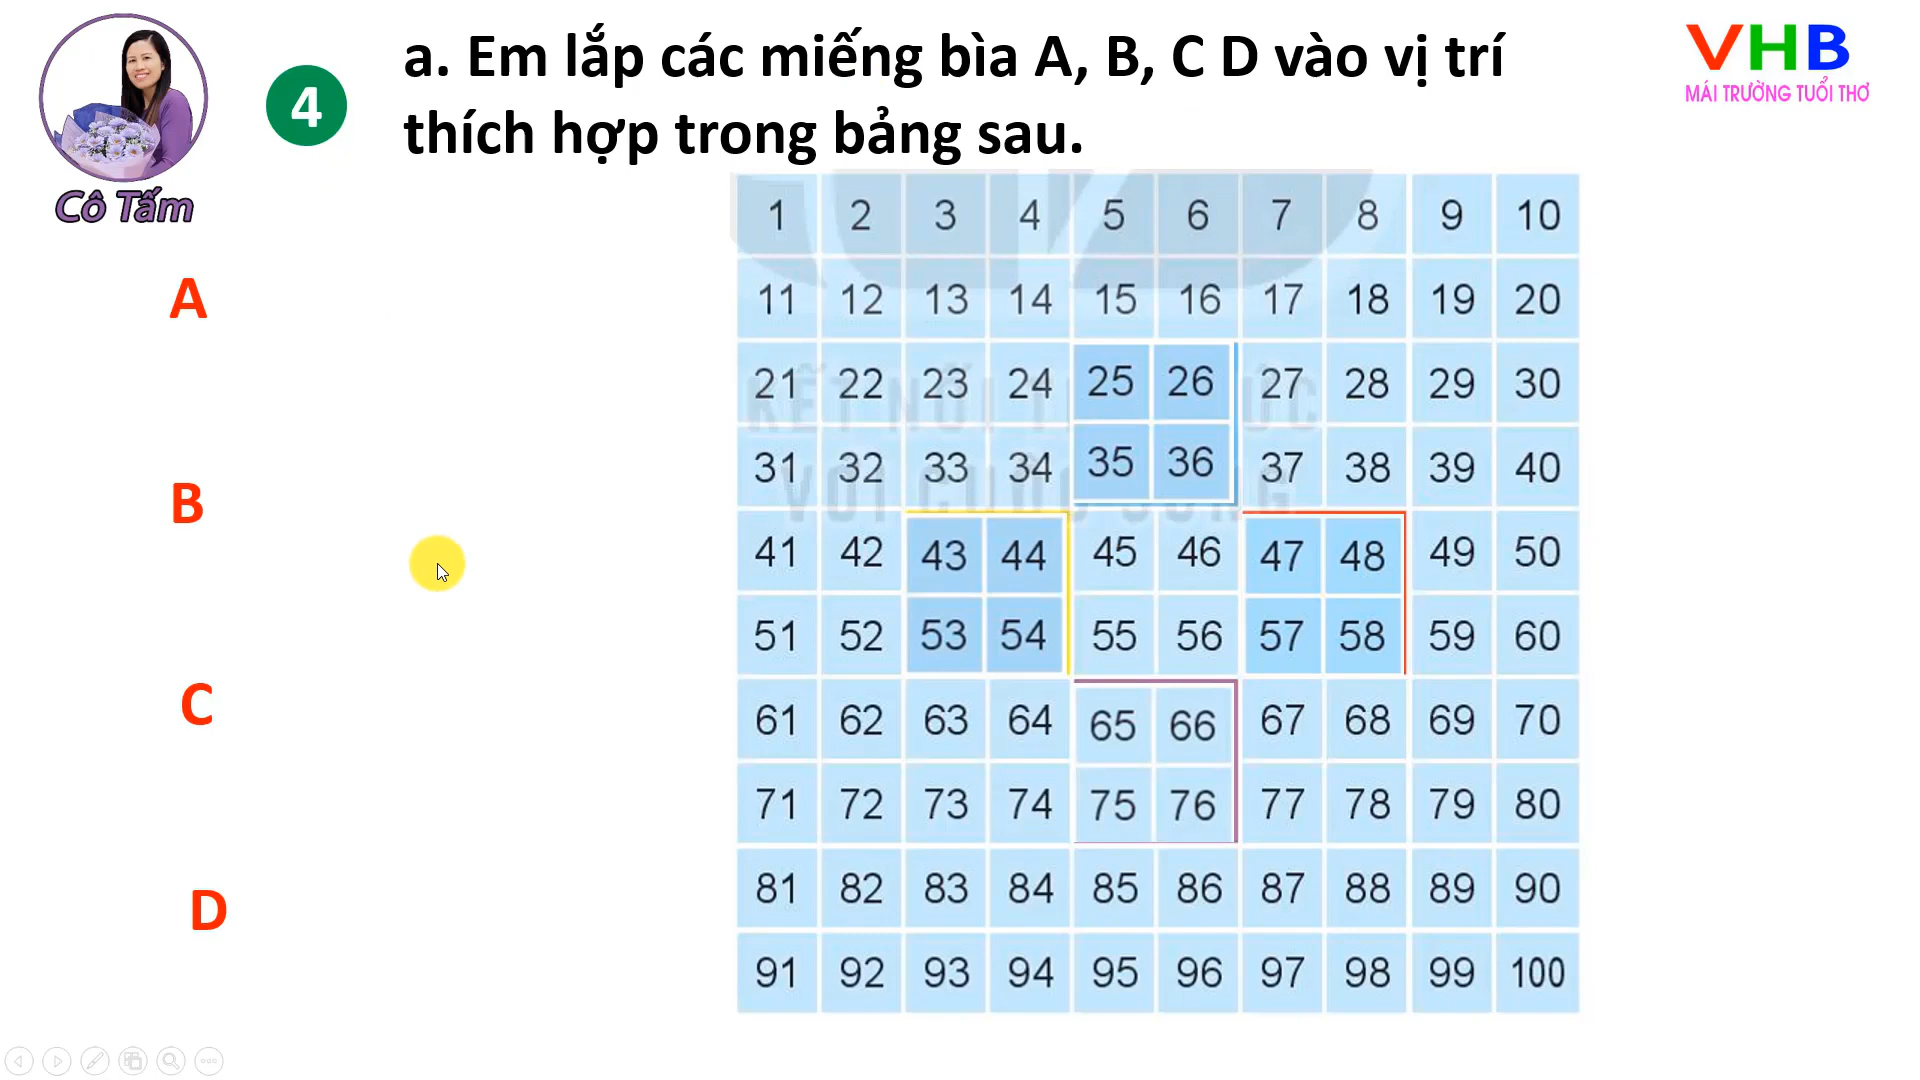 a. Em lắp các miếng bìa A, B, C D vào vị trí
thích hợp trong bảng sau.
4
VHB
MÁI TRƯỜNG TUỔI THƠ
Cô Tấm
A
B
C
D
1 2 3 4 5 6 7 8 9 10
11 12 13 14 15 16 17 18 19 20
21 22 23 24 25 26 27 28 29 30
31 32 33 34 35 36 37 38 39 40
41 42 43 44 45 46 47 48 49 50
51 52 53 54 55 56 57 58 59 60
61 62 63 64 65 66 67 68 69 70
71 72 73 74 75 76 77 78 79 80
81 82 83 84 85 86 87 88 89 90
91 92 93 94 95 96 97 98 99 100